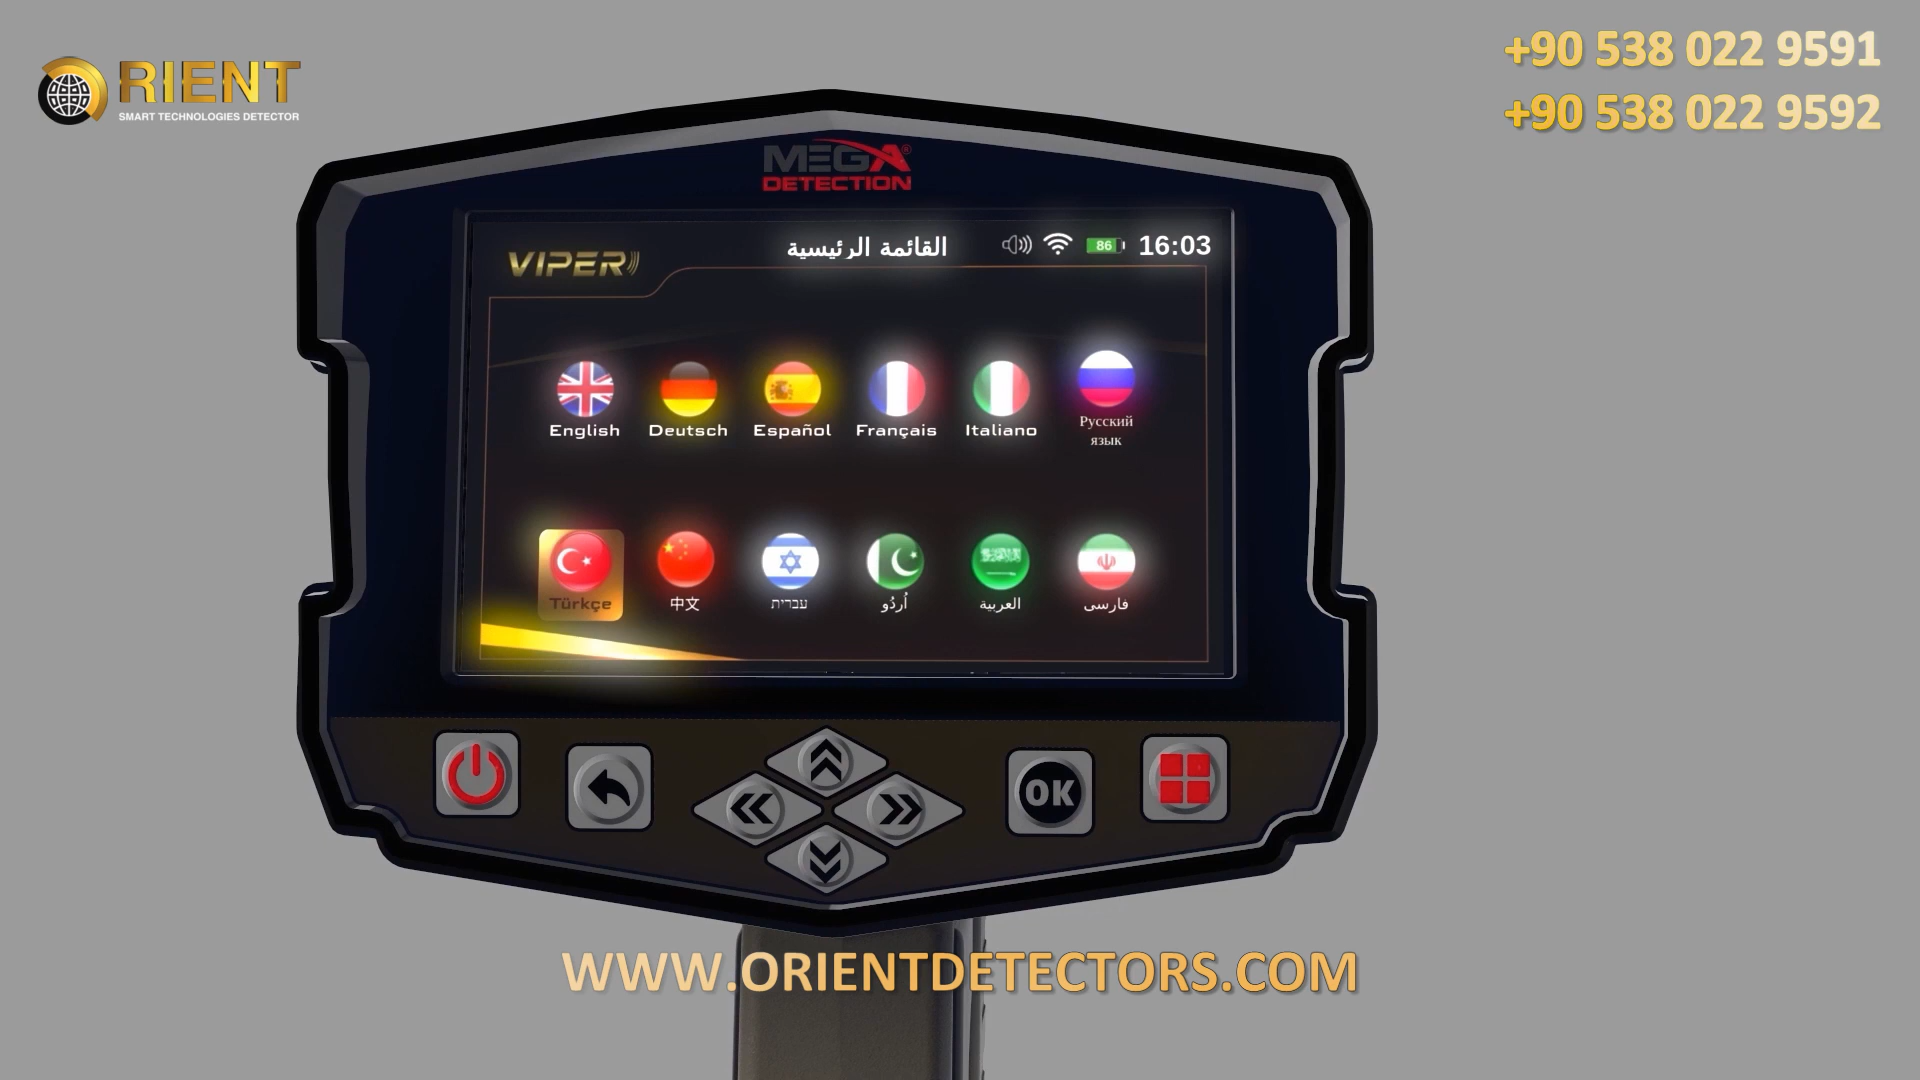 ORIENT
SMART TECHNOLOGIES DETECTOR
+90 538 022 9591
+90 538 022 9592
MEGA®
DETECTION
VIPER
القائمة الرئيسية
86
16:03
English
Deutsch
Español
Français
Italiano
Русский
язык
Türkçe
中文
עברית
اُردُو
العربية
فارسی
OK
WWW.ORIENTDETECTORS.COM